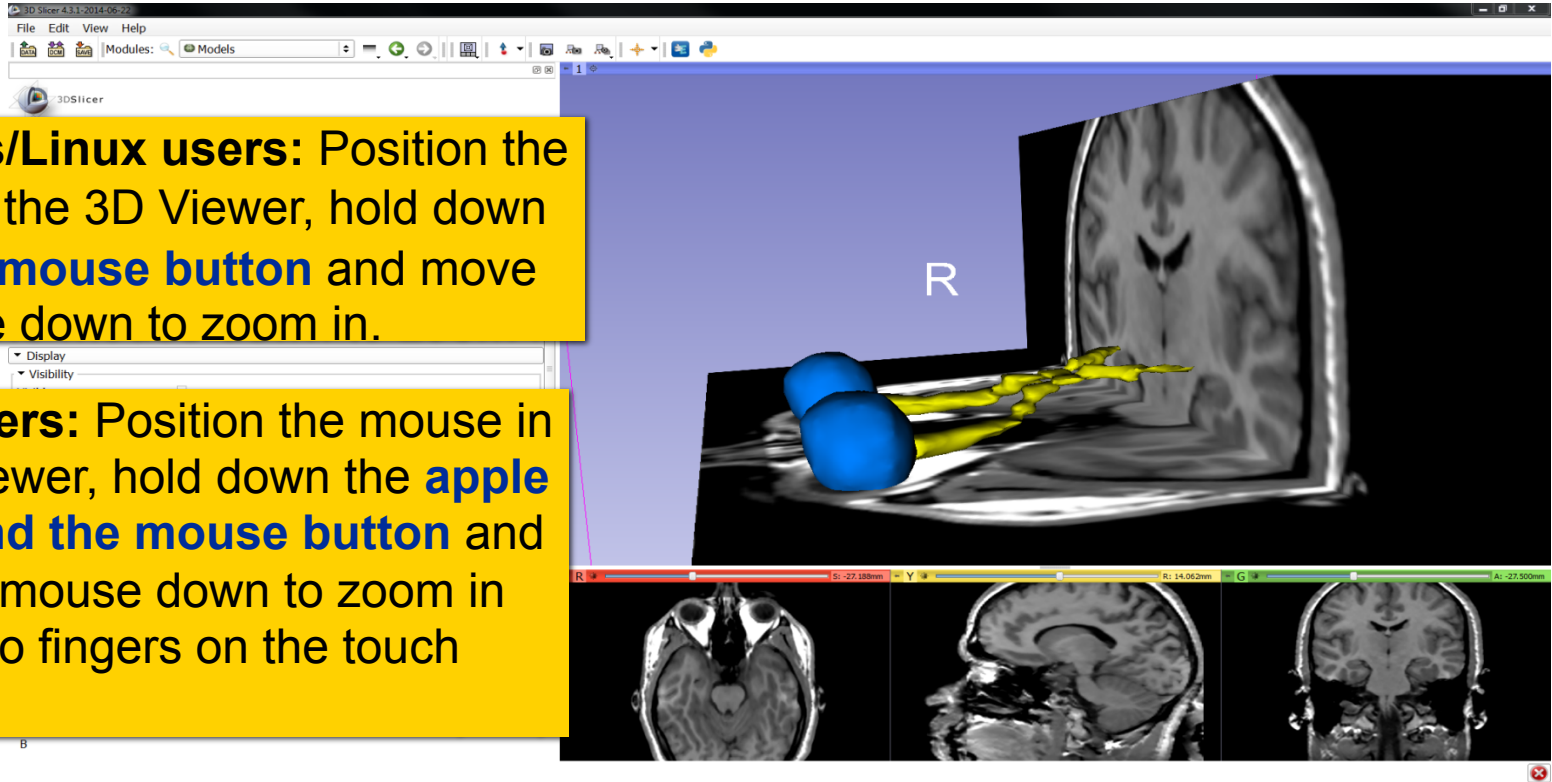 3D Slicer 4.3.1-2014-06-22
File Edit View Help
DATA DCM SAVE Modules: Models
1
3DSlicer
s/Linux users: Position the
the 3D Viewer, hold down
mouse button and move
e down to zoom in.
Display
Visibility
ers: Position the mouse in
ewer, hold down the apple
nd the mouse button and
mouse down to zoom in
o fingers on the touch
B
R
R S: -27.188mm Y R: 14.062mm G A: -27.500mm